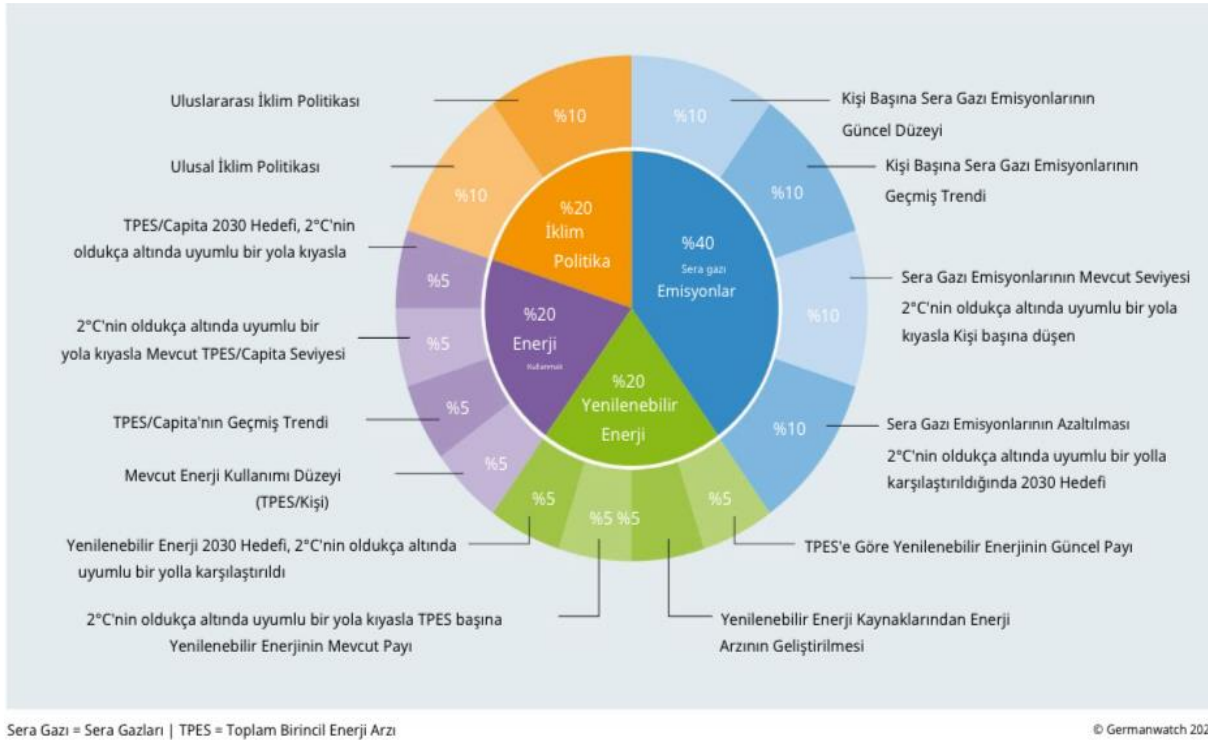 Uluslararası İklim Politikası
Ulusal İklim Politikası
TPES/Capita 2030 Hedefi, 2°C'nin
oldukça altında uyumlu bir yola kıyasla
2°C'nin oldukça altında uyumlu bir
yola kıyasla Mevcut TPES/Capita Seviyesi
TPES/Capita'nın Geçmiş Trendi
Mevcut Enerji Kullanımı Düzeyi
(TPES/Kişi)
Yenilenebilir Enerji 2030 Hedefi, 2°C'nin oldukça altında
uyumlu bir yolla karşılaştırıldı
2°C'nin oldukça altında uyumlu bir yola kıyasla TPES başına
Yenilenebilir Enerjinin Mevcut Payı
%10
%10
%5
%5
%5
%5
%5
%5 %5
%5
%10
%10
%10
%10
%20
İklim
Politika
%40
Sera gazı
Emisyonlar
%20
Enerji
Kullanmak
%20
Yenilenebilir
Enerji
Kişi Başına Sera Gazı Emisyonlarının
Güncel Düzeyi
Kişi Başına Sera Gazı Emisyonlarının
Geçmiş Trendi
Sera Gazı Emisyonlarının Mevcut Seviyesi
2°C'nin oldukça altında uyumlu bir yola
kıyasla Kişi başına düşen
Sera Gazı Emisyonlarının Azaltılması
2°C'nin oldukça altında uyumlu bir yolla
karşılaştırıldığında 2030 Hedefi
TPES'e Göre Yenilenebilir Enerjinin Güncel Payı
Yenilenebilir Enerji Kaynaklarından Enerji
Arzının Geliştirilmesi
Sera Gazı = Sera Gazları | TPES = Toplam Birincil Enerji Arzı
© Germanwatch 202